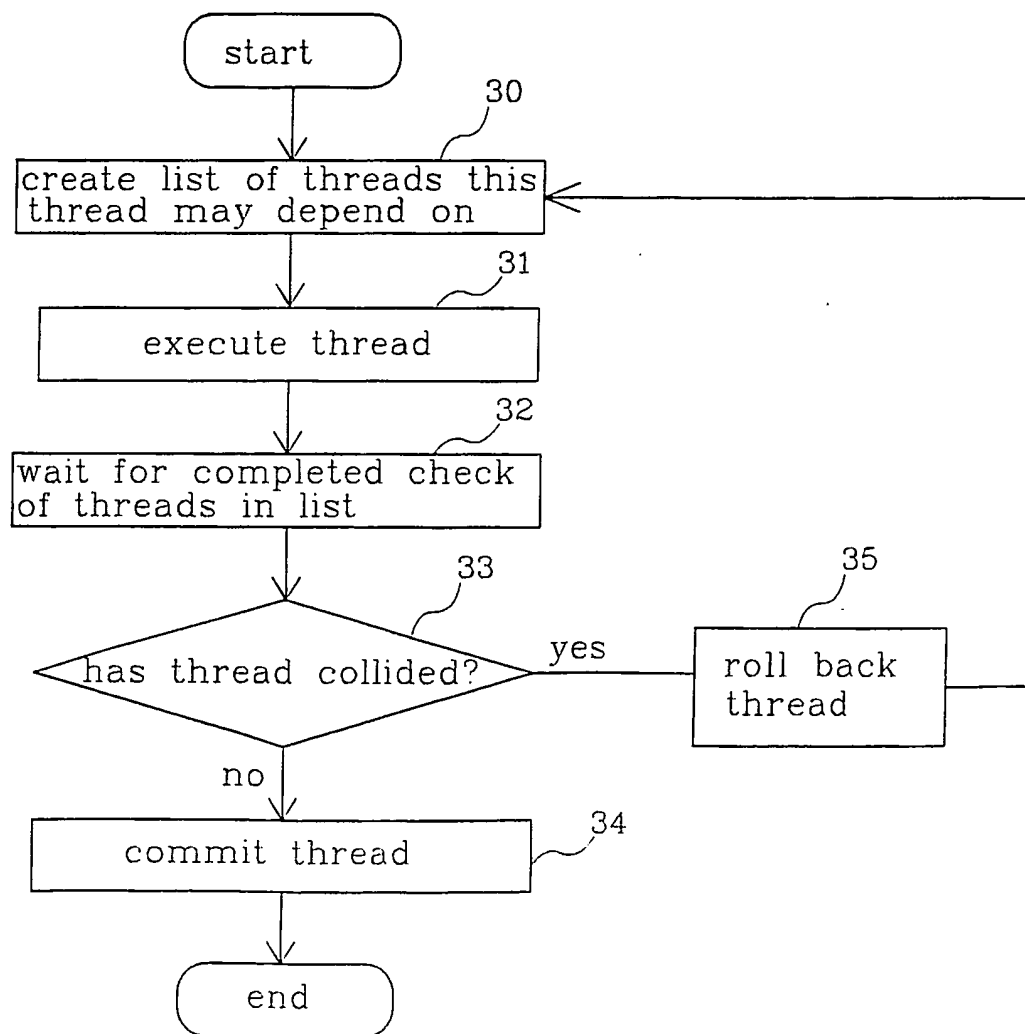 start
30
create list of threads this
thread may depend on
31
execute thread
32
wait for completed check
of threads in list
33
has thread collided?
yes
35
roll back
thread
no
34
commit thread
end